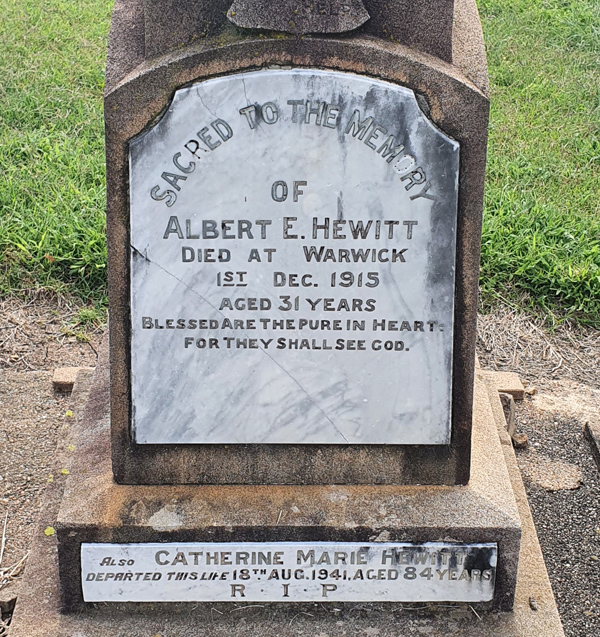 SACRED TO THE MEMORY
OF
ALBERT E. HEWITT
DIED AT WARWICK
1ST DEC. 1915
AGED 31 YEARS
BLESSED ARE THE PURE IN HEART.
FOR THEY SHALL SEE GOD.
ALSO CATHERINE MARIE HEWITT
DEPARTED THIS LIFE 18TH AUG. 1941, AGED 84 YEARS
R · I · P